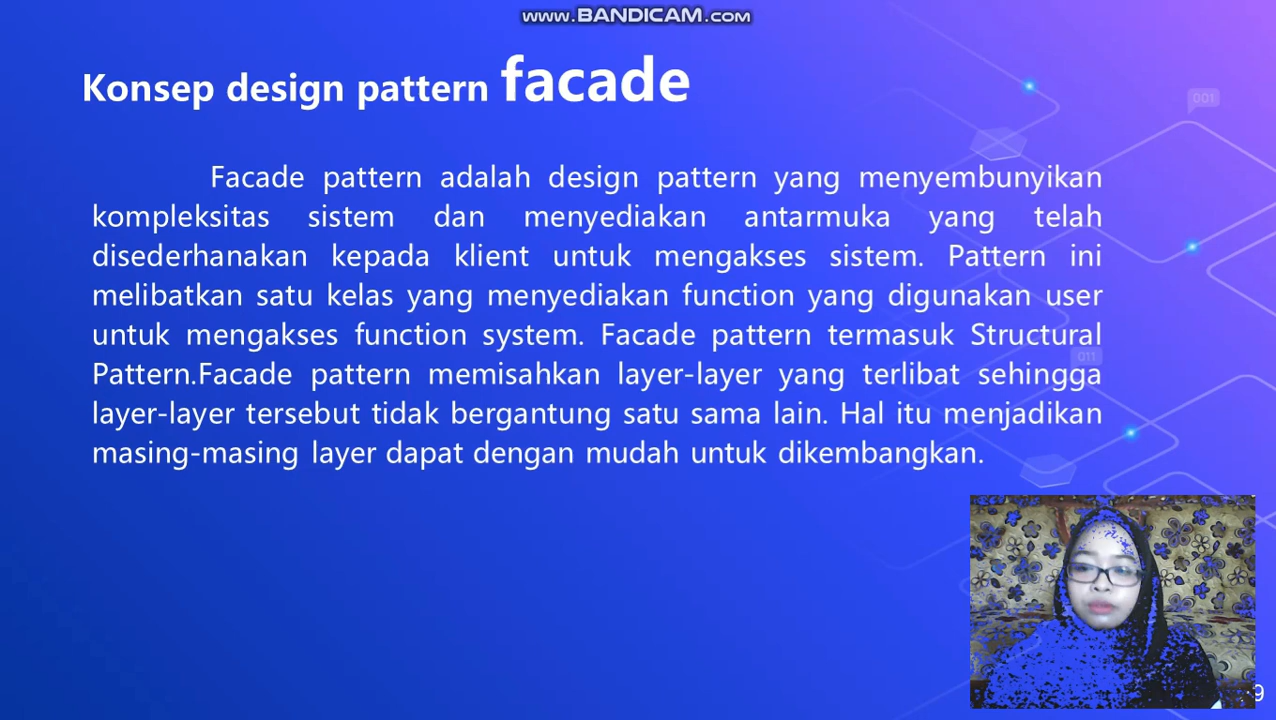 www.BANDICAM.com
Konsep design pattern facade
001
Facade pattern adalah design pattern yang menyembunyikan
kompleksitas sistem dan menyediakan antarmuka yang telah
disederhanakan kepada klient untuk mengakses sistem. Pattern ini
melibatkan satu kelas yang menyediakan function yang digunakan user
untuk mengakses function system. Facade pattern termasuk Structural
011
Pattern.Facade pattern memisahkan layer-layer yang terlibat sehingga
layer-layer tersebut tidak bergantung satu sama lain. Hal itu menjadikan
masing-masing layer dapat dengan mudah untuk dikembangkan.
9